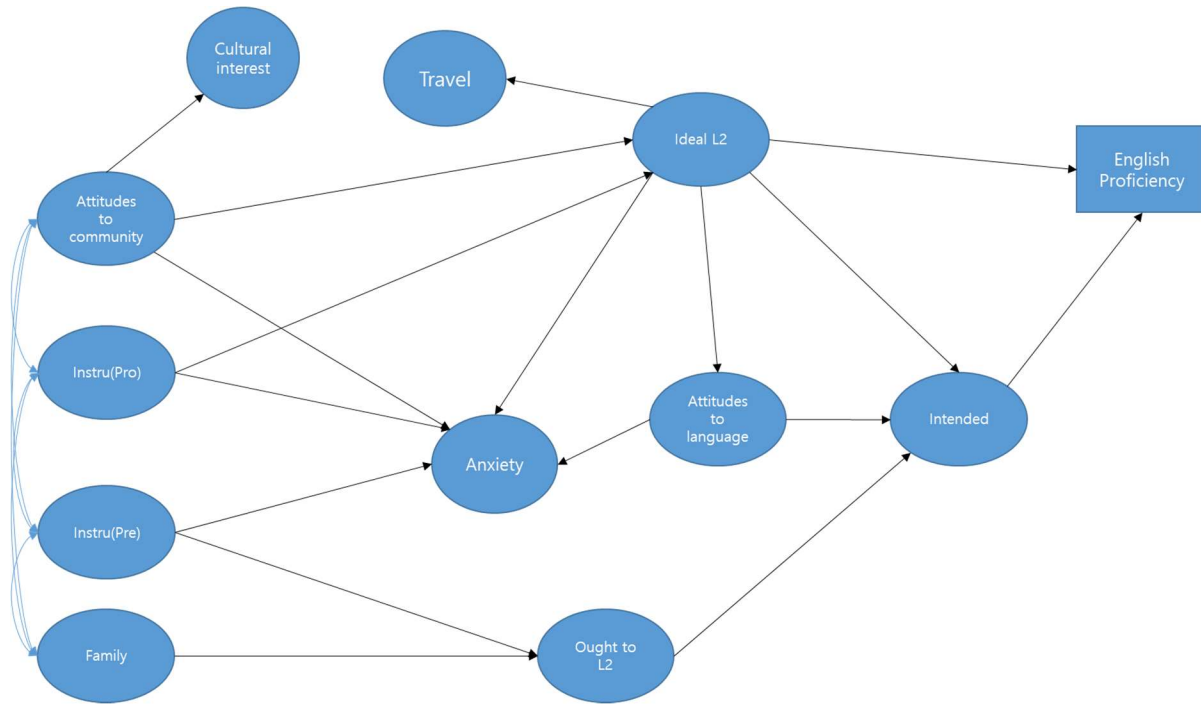 Cultural
interest
Travel
Ideal L2
English
Proficiency
Attitudes
to
community
Instru(Pro)
Attitudes
to
language
Intended
Anxiety
Instru(Pre)
Family
Ought to
L2